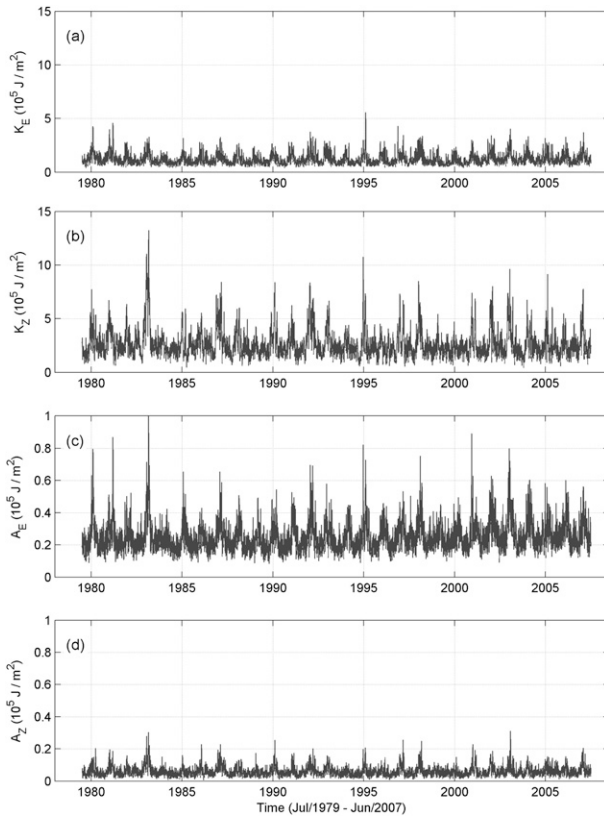 (a)
K_E (10^5 J / m^2)
15
10
5
0
1980 1985 1990 1995 2000 2005
(b)
K_Z (10^5 J / m^2)
15
10
5
0
1980 1985 1990 1995 2000 2005
(c)
A_E (10^5 J / m^2)
1
0.8
0.6
0.4
0.2
0
1980 1985 1990 1995 2000 2005
(d)
A_Z (10^5 J / m^2)
1
0.8
0.6
0.4
0.2
0
1980 1985 1990 1995 2000 2005
Time (Jul/1979 - Jun/2007)